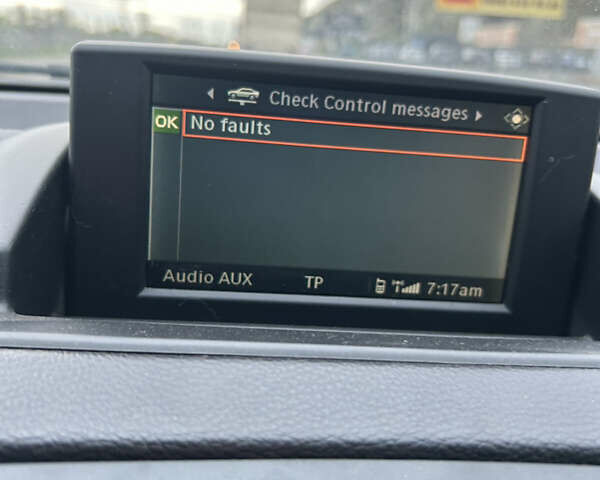 Check Control messages
OK No faults
Audio AUX TP 7:17am